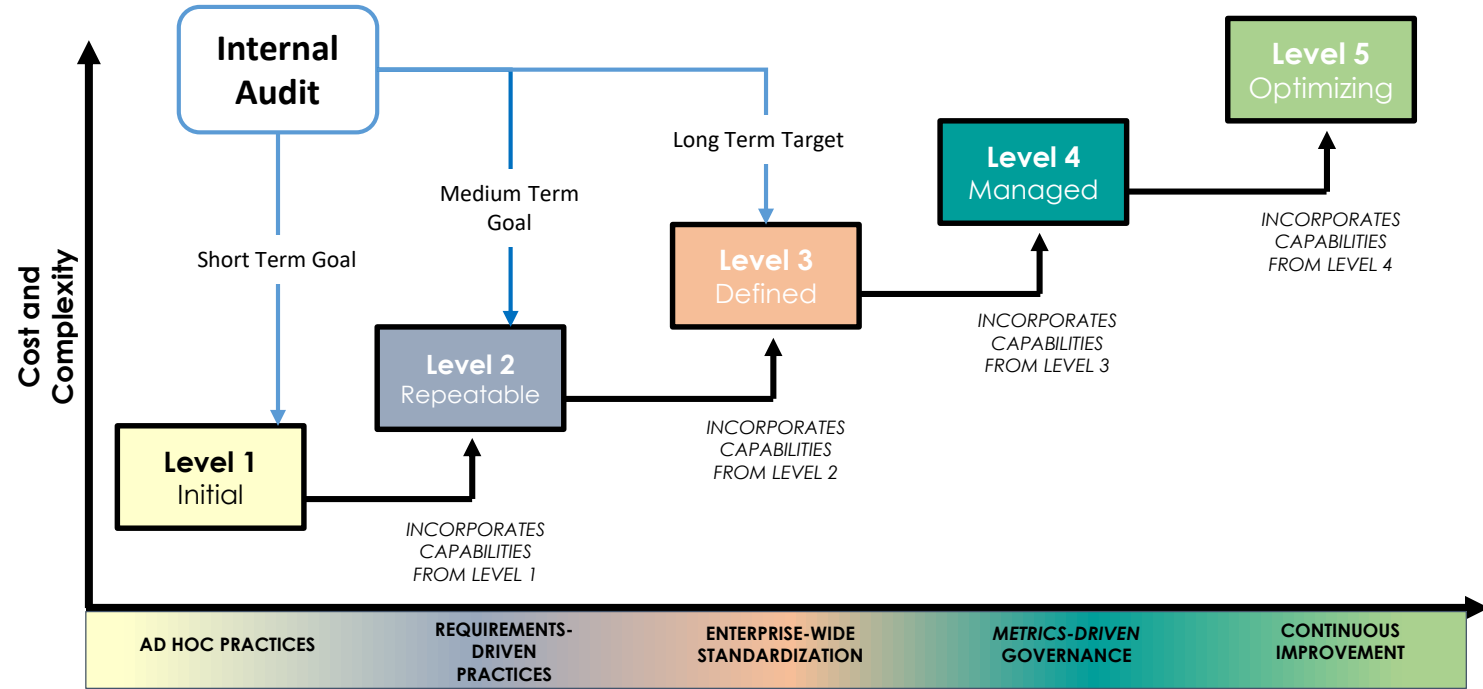 Internal
Audit
Level 5
Optimizing
Long Term Target
Level 4
Managed
Medium Term
Goal
INCORPORATES
CAPABILITIES
FROM LEVEL 4
Short Term Goal
Level 3
Defined
Cost and
Complexity
INCORPORATES
CAPABILITIES
FROM LEVEL 3
Level 2
Repeatable
INCORPORATES
CAPABILITIES
FROM LEVEL 2
Level 1
Initial
INCORPORATES
CAPABILITIES
FROM LEVEL 1
AD HOC PRACTICES
REQUIREMENTS-
DRIVEN
PRACTICES
ENTERPRISE-WIDE
STANDARDIZATION
METRICS-DRIVEN
GOVERNANCE
CONTINUOUS
IMPROVEMENT